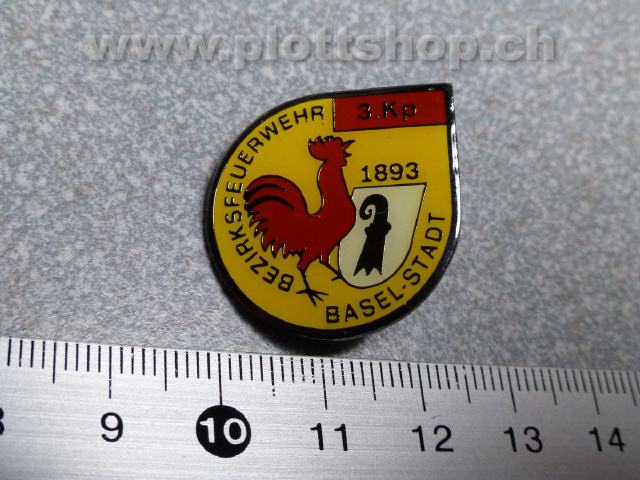 www.plottshop.ch
3.Kp
BEZIRKSFEUERWEHR
1893
BASEL-STADT
9 10 11 12 13 14